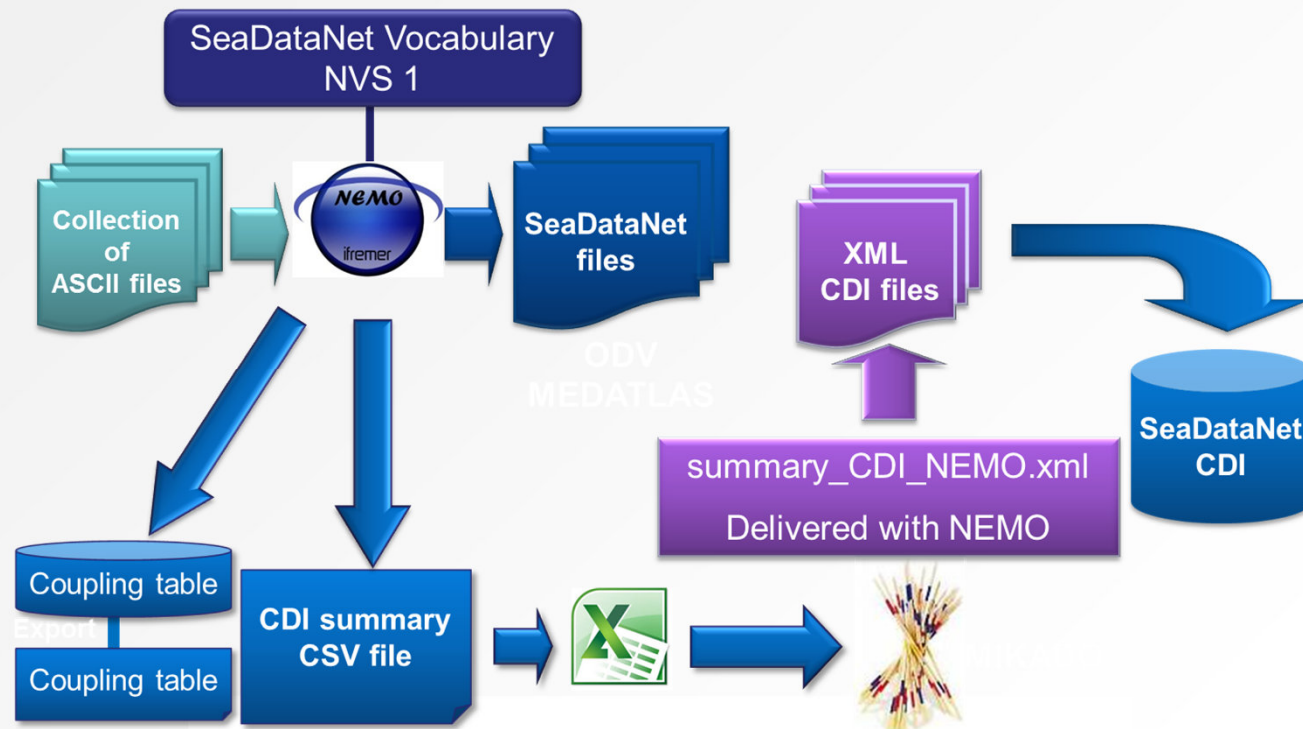 SeaDataNet Vocabulary
NVS 1
Collection
of
ASCII files
NEMO
ifremer
SeaDataNet
files
ODV
MEDATLAS
XML
CDI files
SeaDataNet
CDI
summary_CDI_NEMO.xml
Delivered with NEMO
Coupling table
Export
Coupling table
CDI summary
CSV file